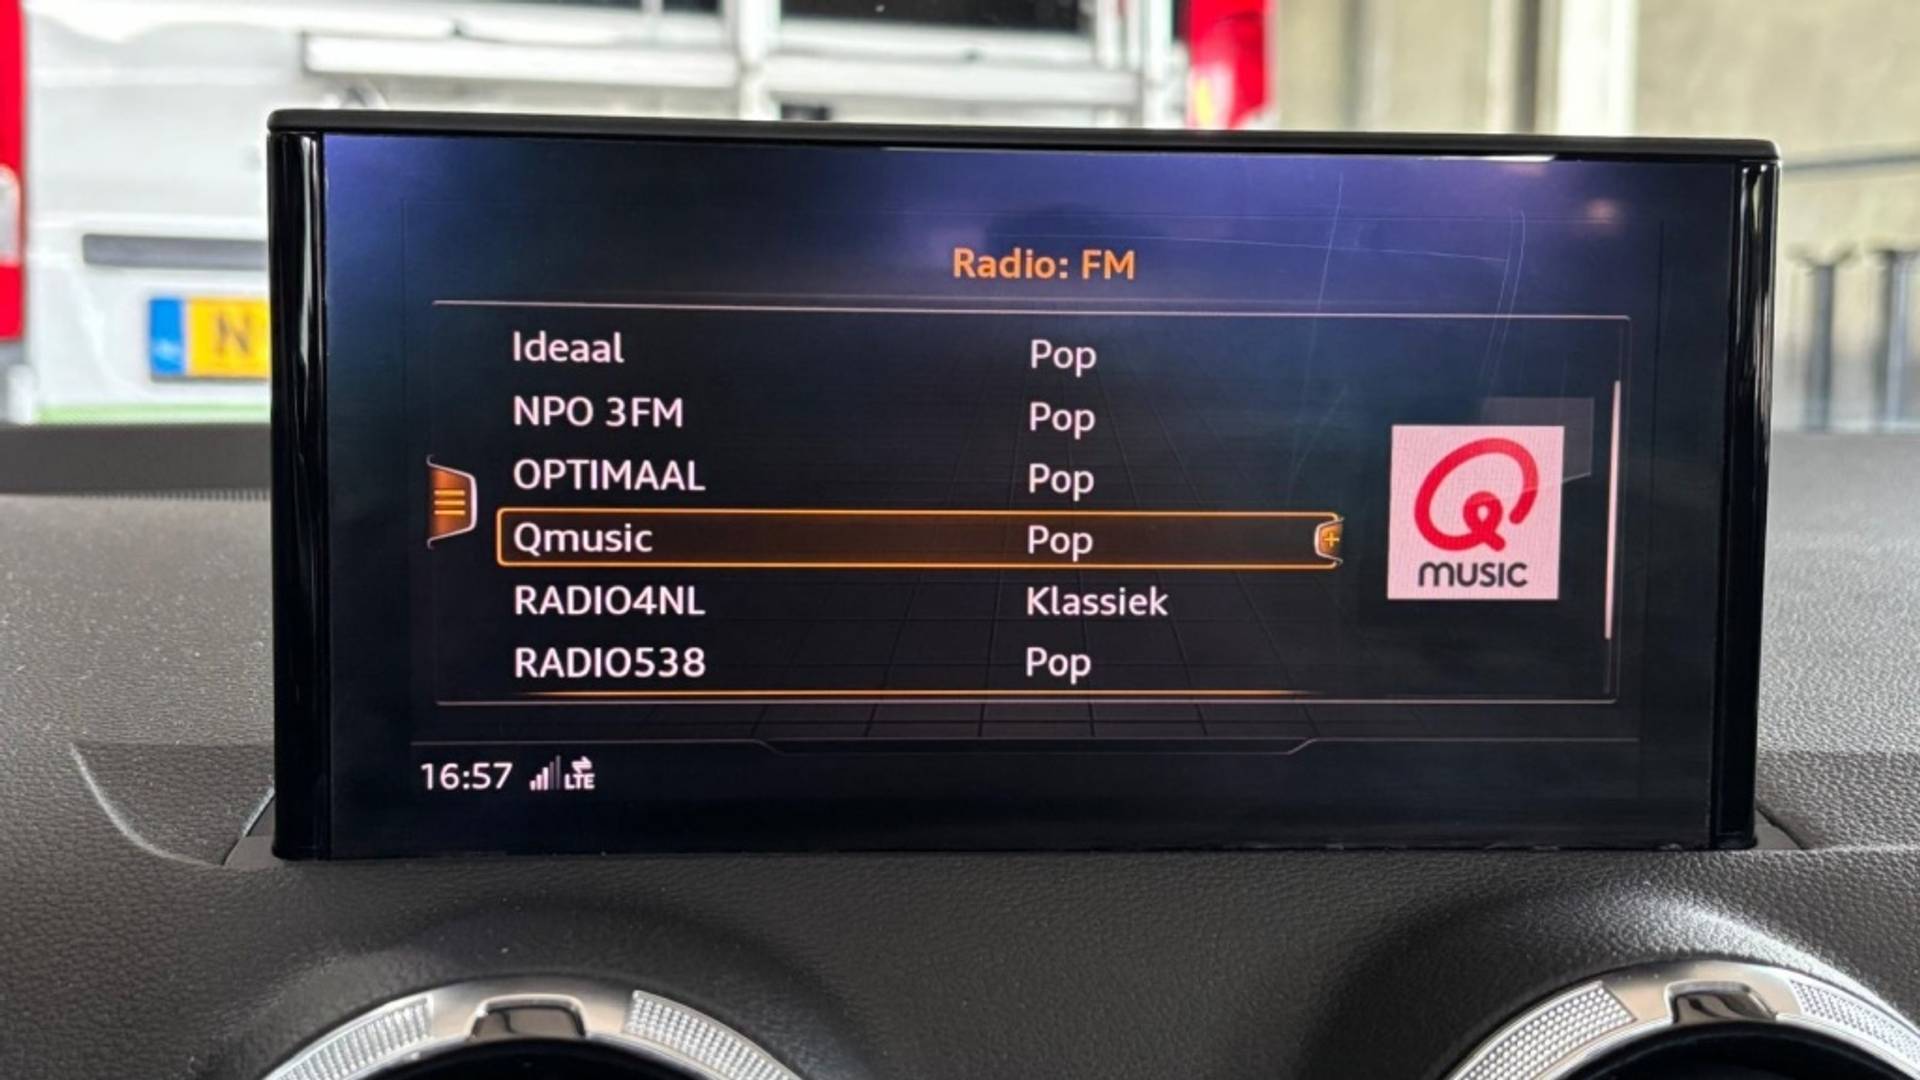 Radio: FM
Ideaal Pop
NPO 3FM Pop
OPTIMAAL Pop
Qmusic Pop
RADIO4NL Klassiek
RADIO538 Pop
MUSIC
16:57 LTE
N